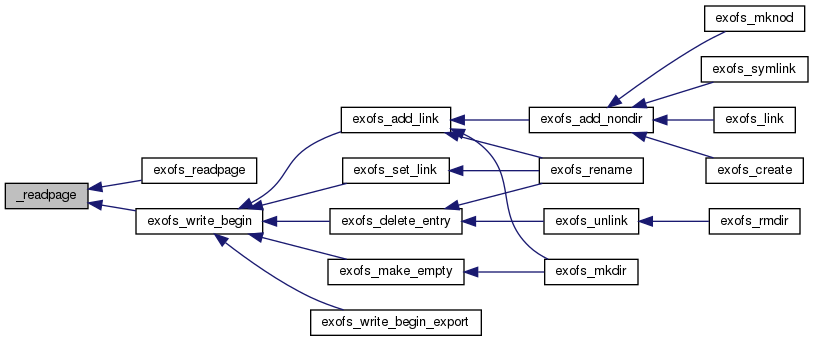 _readpage
exofs_readpage
exofs_write_begin
exofs_add_link
exofs_set_link
exofs_delete_entry
exofs_make_empty
exofs_write_begin_export
exofs_add_nondir
exofs_rename
exofs_unlink
exofs_mkdir
exofs_mknod
exofs_symlink
exofs_link
exofs_create
exofs_rmdir